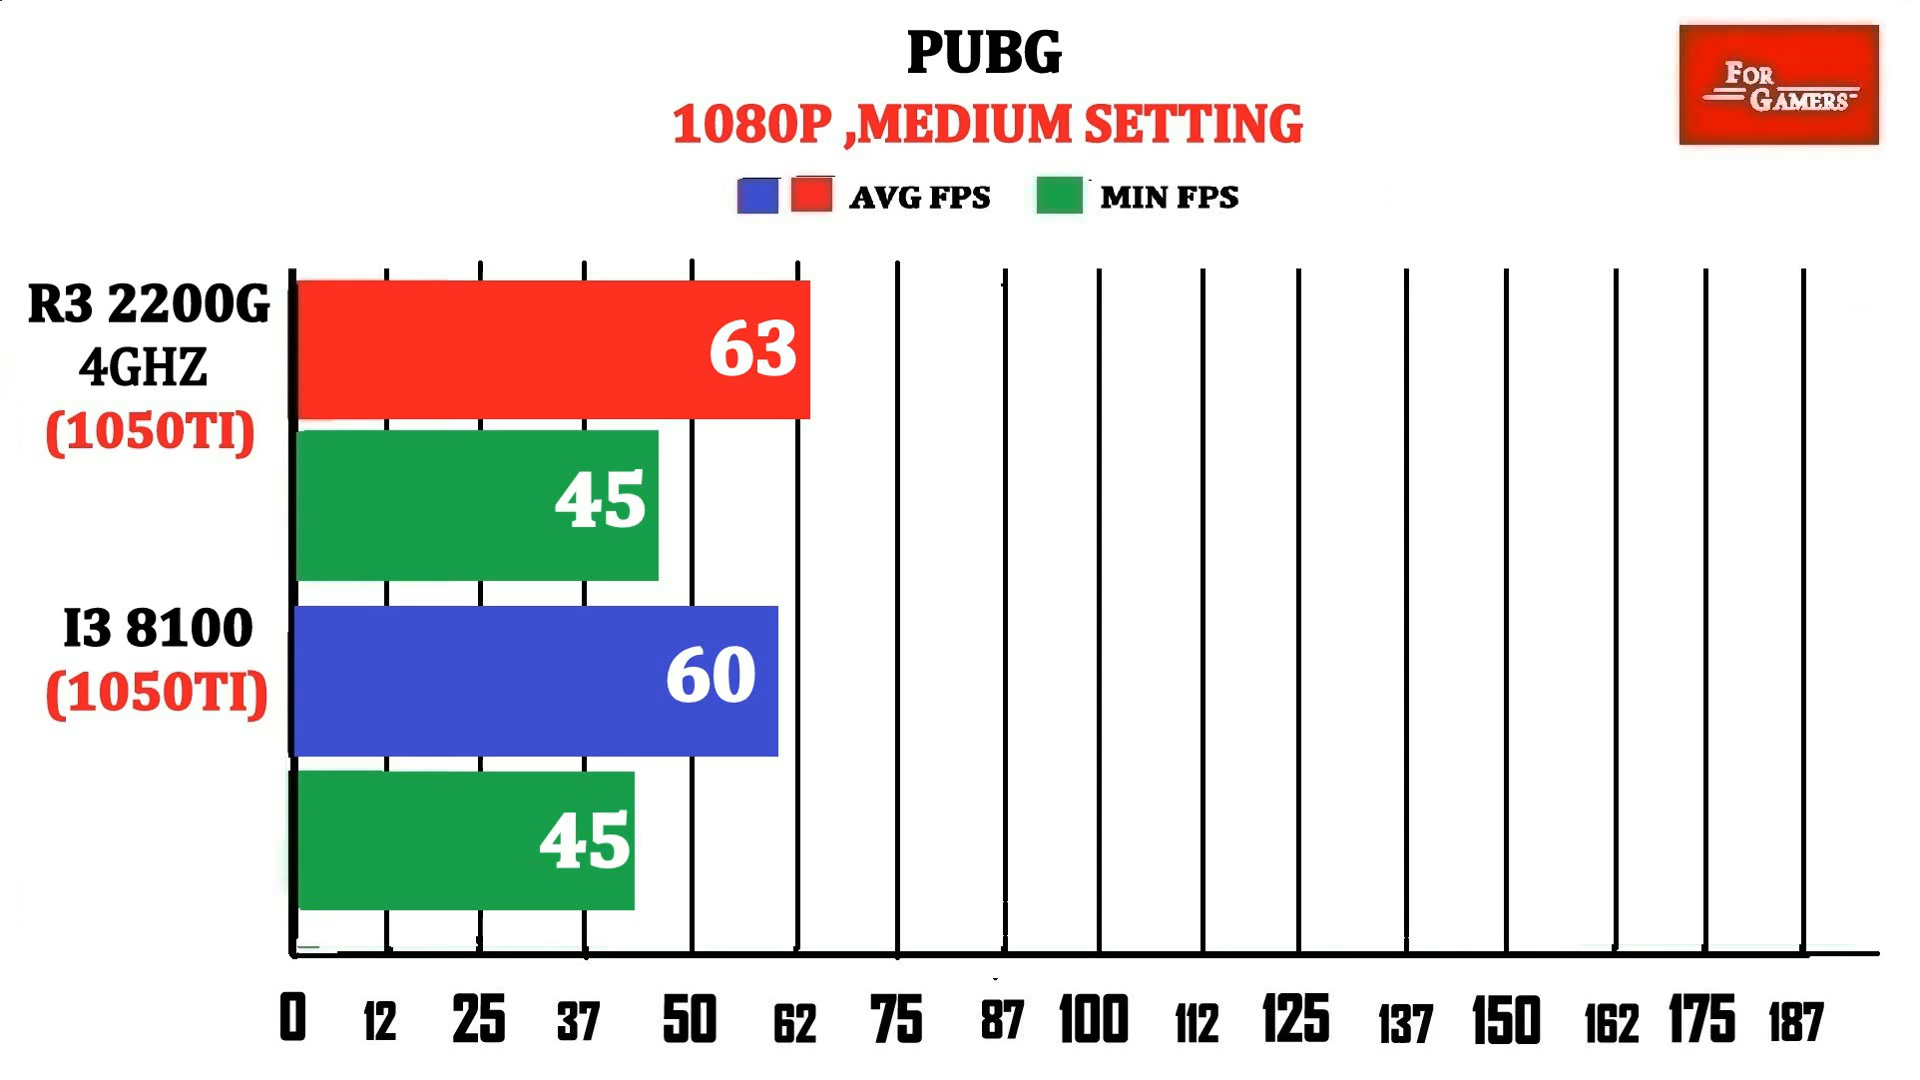 PUBG
1080P ,MEDIUM SETTING
FOR
GAMERS
AVG FPS MIN FPS
R3 2200G
4GHZ
(1050TI)
63
45
I3 8100
(1050TI)
60
45
0 12 25 37 50 62 75 87 100 112 125 137 150 162 175 187